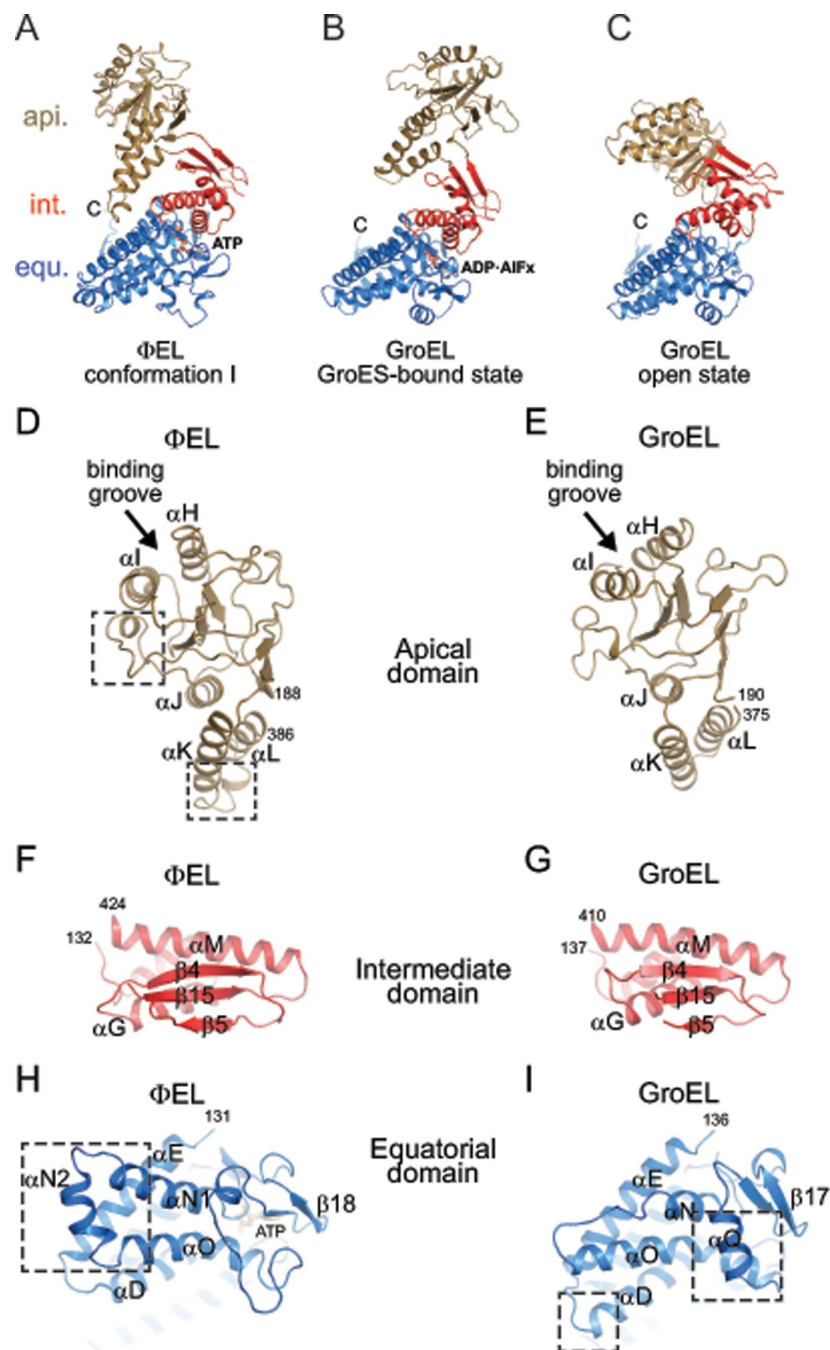 A
B
C
api.
int.
C
C
C
ATP
ADP·AlFx
equ.
ΦEL
conformation I
GroEL
GroES-bound state
GroEL
open state
D
ΦEL
E
GroEL
binding
groove
αH
αI
binding
groove
αH
αI
Apical
domain
αJ
188
386
αK
αL
αJ
190
375
αL
αK
F
ΦEL
G
GroEL
424
132
αM
β4
β15
αG
β5
Intermediate
domain
410
137
αM
β4
β15
αG
β5
H
ΦEL
I
GroEL
131
αE
αN2
αN1
β18
ATP
αO
αD
Equatorial
domain
136
αE
αN
β17
αQ
αO
αD